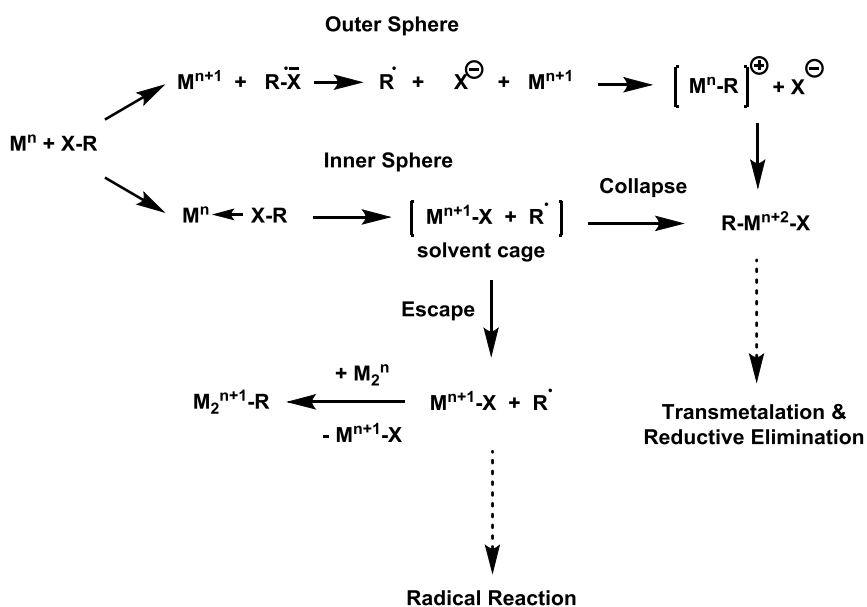 Outer Sphere
Mⁿ⁺¹ + R-Ẋ̄ R˙ + X⊖ + Mⁿ⁺¹ [ Mⁿ-R ]⊕ + X⊖
Mⁿ + X-R
Inner Sphere
Collapse
Mⁿ X-R [ Mⁿ⁺¹-X + R˙ ] R-Mⁿ⁺²-X
solvent cage
Escape
+ M₂ⁿ
M₂ⁿ⁺¹-R Mⁿ⁺¹-X + R˙
- Mⁿ⁺¹-X
Transmetalation &
Reductive Elimination
Radical Reaction